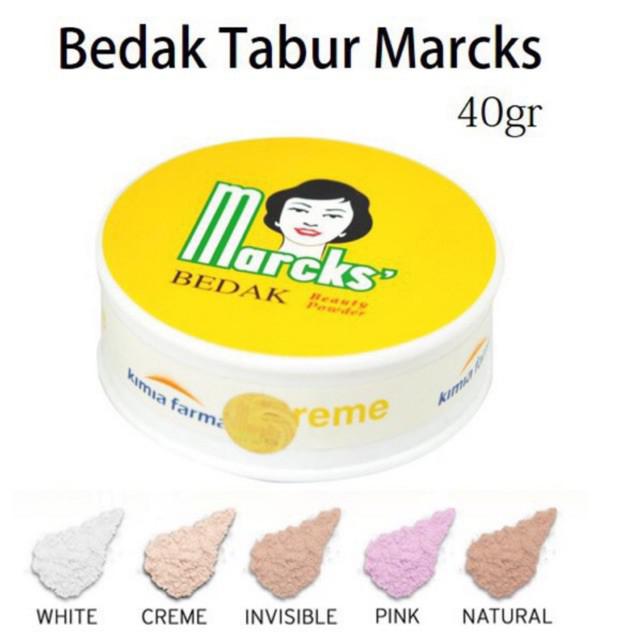 Bedak Tabur Marcks
40gr
Marcks'
BEDAK
Beauty
Powder
kimia farma
reme
kimia fa
WHITE CREME INVISIBLE PINK NATURAL